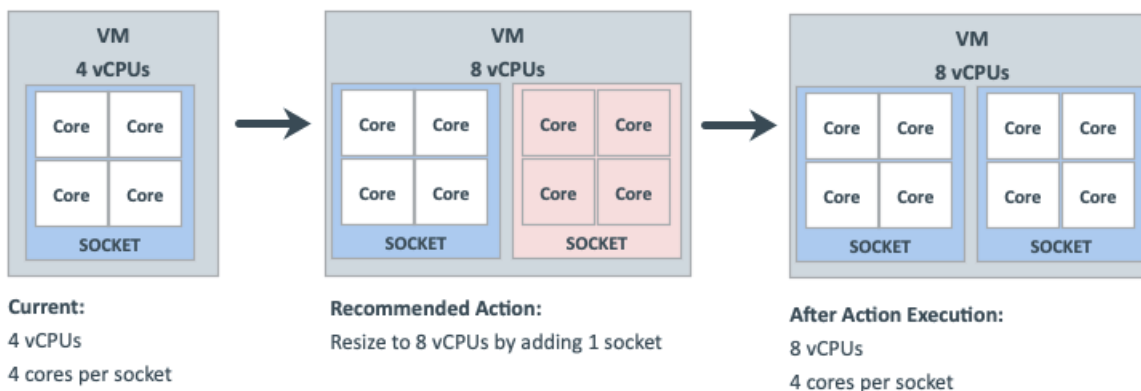 VM
4 vCPUs
Core Core
Core Core
SOCKET
VM
8 vCPUs
Core Core Core Core
Core Core Core Core
SOCKET SOCKET
VM
8 vCPUs
Core Core Core Core
Core Core Core Core
SOCKET SOCKET
Current:
4 vCPUs
4 cores per socket
Recommended Action:
Resize to 8 vCPUs by adding 1 socket
After Action Execution:
8 vCPUs
4 cores per socket